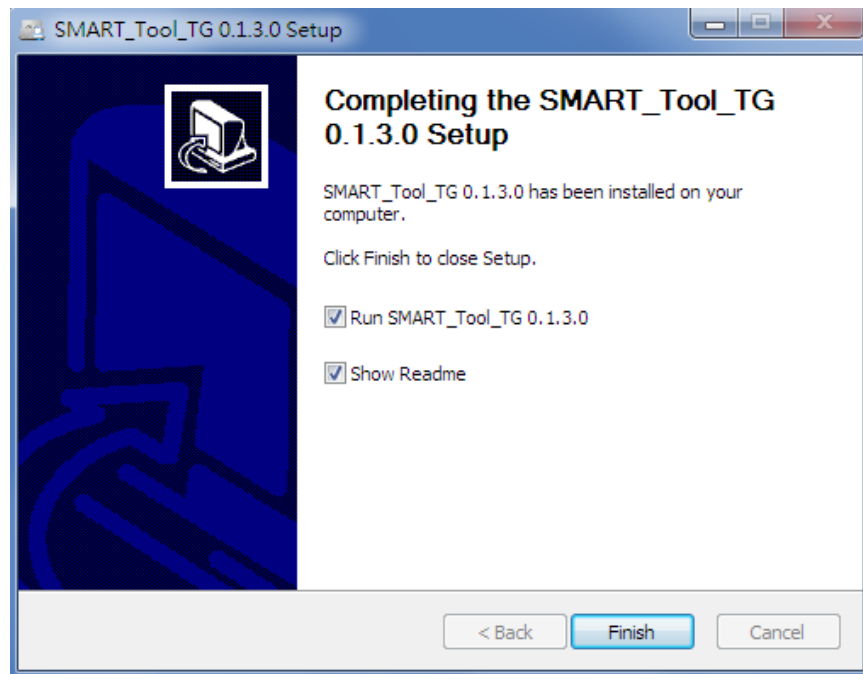 SMART_Tool_TG 0.1.3.0 Setup
Completing the SMART_Tool_TG
0.1.3.0 Setup
SMART_Tool_TG 0.1.3.0 has been installed on your
computer.
Click Finish to close Setup.
Run SMART_Tool_TG 0.1.3.0
Show Readme
< Back
Finish
Cancel